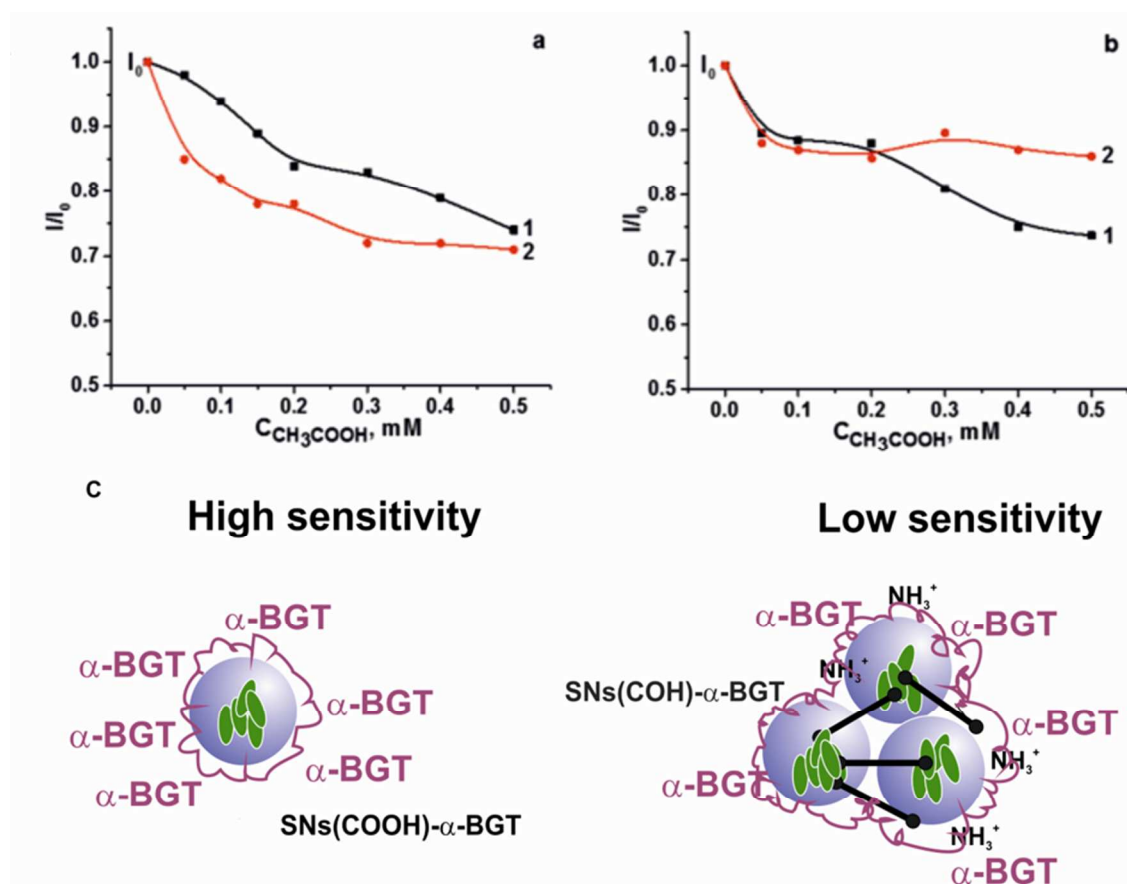 a
I₀
1.0
0.9
0.8
0.7
0.6
0.5
I/I₀
1
2
0.0 0.1 0.2 0.3 0.4 0.5
C_CH₃COOH, mM
b
I₀
1.0
0.9
0.8
0.7
0.6
0.5
I/I₀
2
1
0.0 0.1 0.2 0.3 0.4 0.5
C_CH₃COOH, mM
C
High sensitivity
α-BGT
α-BGT
α-BGT
α-BGT
α-BGT
α-BGT
α-BGT
SNs(COOH)-α-BGT
Low sensitivity
NH₃⁺
α-BGT
α-BGT
NH₃⁺
SNs(COH)-α-BGT
α-BGT
NH₃⁺
α-BGT
NH₃⁺
α-BGT